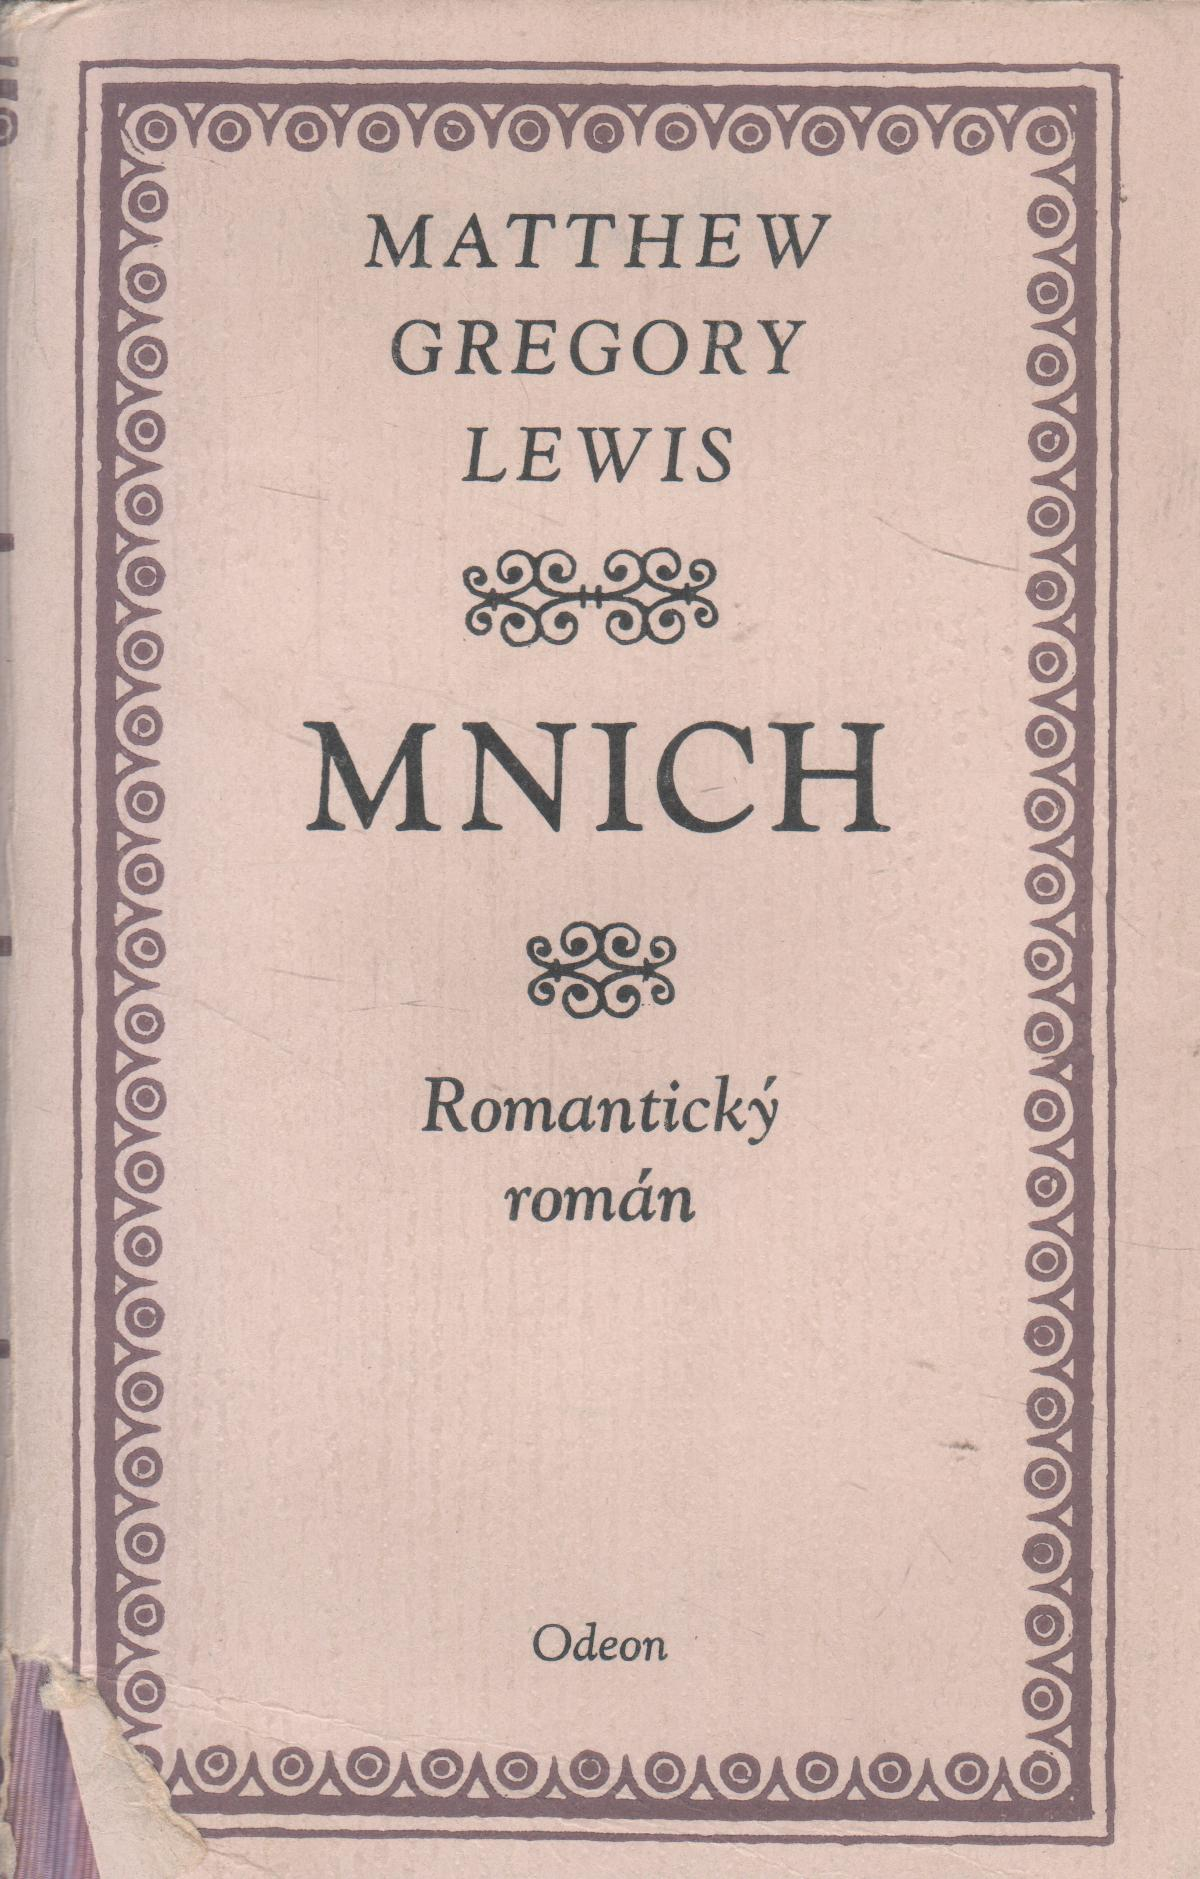 MATTHEW
GREGORY
LEWIS
MNICH
Romantický
román
Odeon